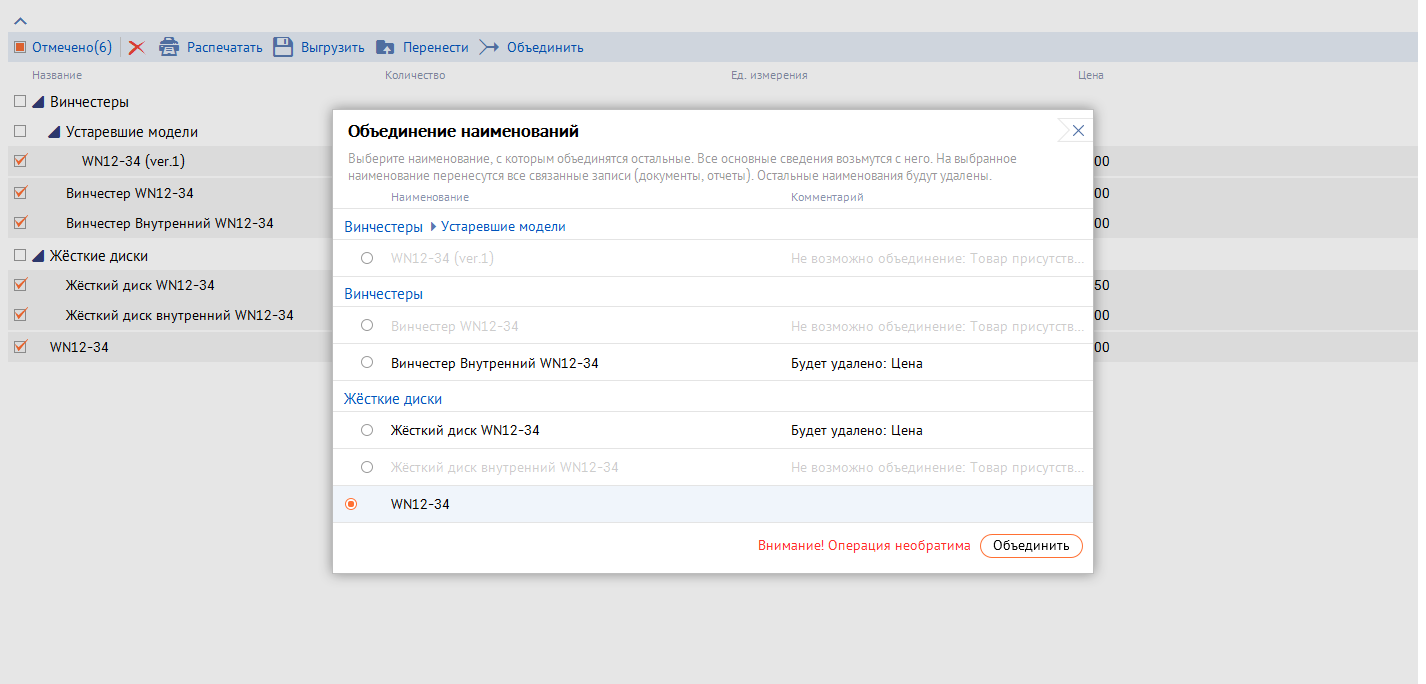 Отмечено(6) Распечатать Выгрузить Перенести Объединить
Название Количество Ед. измерения Цена
Винчестеры
Устаревшие модели
WN12-34 (ver.1) 00
Винчестер WN12-34 00
Винчестер Внутренний WN12-34 00
Жёсткие диски
Жёсткий диск WN12-34 50
Жёсткий диск внутренний WN12-34 00
WN12-34 00
Объединение наименований
Выберите наименование, с которым объединятся остальные. Все основные сведения возьмутся с него. На выбранное
наименование перенесутся все связанные записи (документы, отчеты). Остальные наименования будут удалены.
Наименование Комментарий
Винчестеры Устаревшие модели
WN12-34 (ver.1) Не возможно объединение: Товар присутств...
Винчестеры
Винчестер WN12-34 Не возможно объединение: Товар присутств...
Винчестер Внутренний WN12-34 Будет удалено: Цена
Жёсткие диски
Жёсткий диск WN12-34 Будет удалено: Цена
Жёсткий диск внутренний WN12-34 Не возможно объединение: Товар присутств...
WN12-34
Внимание! Операция необратима Объединить